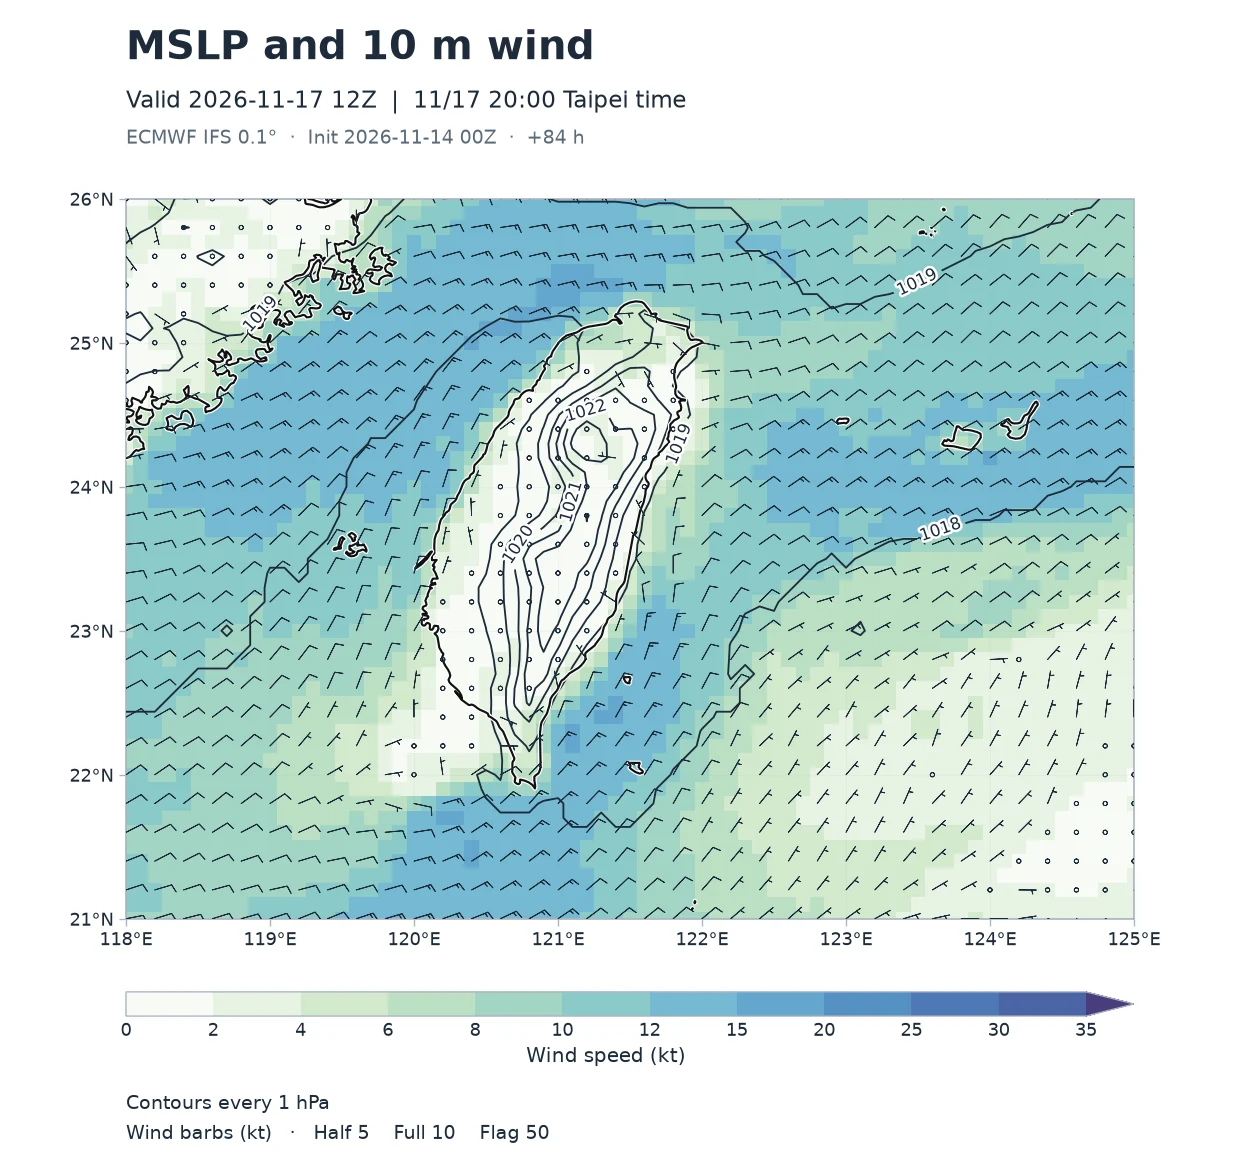 MSLP and 10 m wind
Valid 2026-11-17 12Z | 11/17 20:00 Taipei time
ECMWF IFS 0.1° · Init 2026-11-14 00Z · +84 h
26°N
25°N
24°N
23°N
22°N
21°N
1019
1019
1022
1019
1021
1020
1018
118°E 119°E 120°E 121°E 122°E 123°E 124°E 125°E
0 2 4 6 8 10 12 15 20 25 30 35
Wind speed (kt)
Contours every 1 hPa
Wind barbs (kt) · Half 5 Full 10 Flag 50